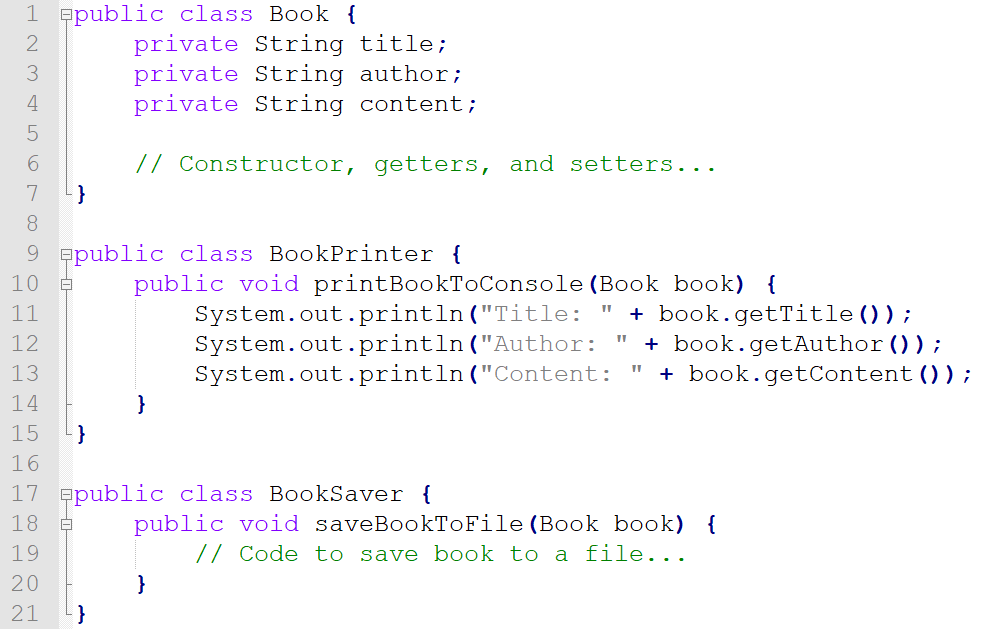 1 public class Book {
2     private String title;
3     private String author;
4     private String content;
5
6     // Constructor, getters, and setters...
7 }
8
9 public class BookPrinter {
10     public void printBookToConsole(Book book) {
11         System.out.println("Title: " + book.getTitle());
12         System.out.println("Author: " + book.getAuthor());
13         System.out.println("Content: " + book.getContent());
14     }
15 }
16
17 public class BookSaver {
18     public void saveBookToFile(Book book) {
19         // Code to save book to a file...
20     }
21 }